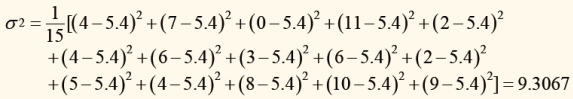 σ² = 1/15 [(4−5.4)² + (7−5.4)² + (0−5.4)² + (11−5.4)² + (2−5.4)²
+ (4−5.4)² + (6−5.4)² + (3−5.4)² + (6−5.4)² + (2−5.4)²
+ (5−5.4)² + (4−5.4)² + (8−5.4)² + (10−5.4)² + (9−5.4)²] = 9.3067